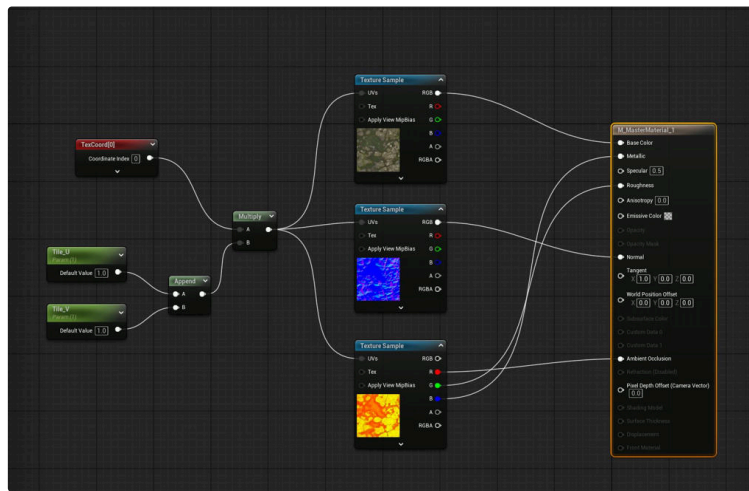 TexCoord[0]
Coordinate Index 0
Tile_U
Param (1)
Default Value 1.0
Tile_V
Param (1)
Default Value 1.0
Append
A
B
Multiply
A
B
Texture Sample
UVs RGB
Tex R
Apply View MipBias G
B
A
RGBA
Texture Sample
UVs RGB
Tex R
Apply View MipBias G
B
A
RGBA
Texture Sample
UVs RGB
Tex R
Apply View MipBias G
B
A
RGBA
M_MasterMaterial_1
Base Color
Metallic
Specular 0.5
Roughness
Anisotropy 0.0
Emissive Color
Opacity
Opacity Mask
Normal
Tangent
X 1.0 Y 0.0 Z 0.0
World Position Offset
X 0.0 Y 0.0 Z 0.0
Subsurface Color
Custom Data 0
Custom Data 1
Ambient Occlusion
Refraction (Disabled)
Pixel Depth Offset (Camera Vector)
0.0
Shading Model
Surface Thickness
Displacement
Front Material